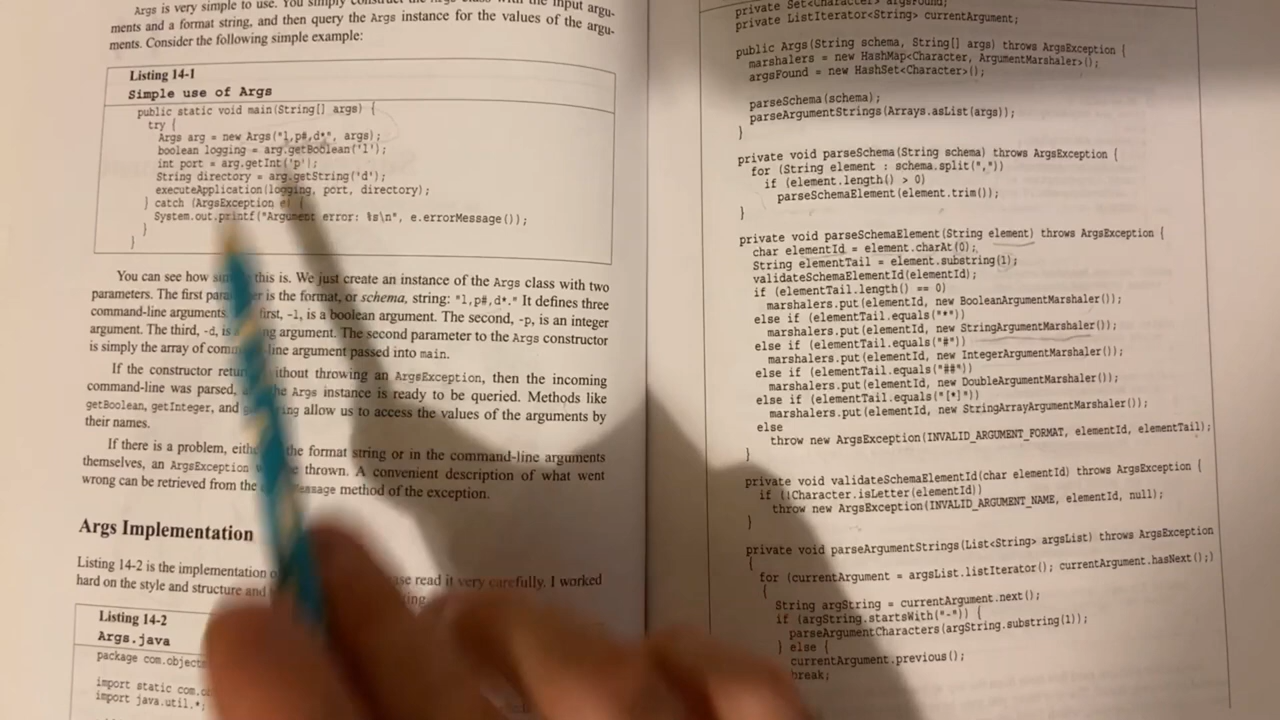 Args is very simple to use. You simply construct the Args class with the input argu-
ments and a format string, and then query the Args instance for the values of the argu-
ments. Consider the following simple example:
Listing 14-1
Simple use of Args
public static void main(String[] args) {
try {
Args arg = new Args("l,p#,d*", args);
boolean logging = arg.getBoolean('l');
int port = arg.getInt('p');
String directory = arg.getString('d');
executeApplication(logging, port, directory);
} catch (ArgsException e) {
System.out.printf("Argument error: %s\n", e.errorMessage());
}
}
You can see how this is. We just create an instance of the Args class with two
parameters. The first is the format, or schema, string: "l,p#,d*." It defines three
command-line arguments. first, -l, is a boolean argument. The second, -p, is an integer
argument. The third, -d, is argument. The second parameter to the Args constructor
is simply the array of line argument passed into main.
If the constructor without throwing an ArgsException, then the incoming
command-line was parsed, the Args instance is ready to be queried. Methods like
getBoolean, getInteger, and allow us to access the values of the arguments by
their names.
If there is a problem, the format string or in the command-line arguments
themselves, an ArgsException thrown. A convenient description of what went
wrong can be retrieved from the method of the exception.
Args Implementation
Listing 14-2 is the implementation read it very carefully. I worked
hard on the style and structure and
Listing 14-2
Args.java
package
import static
import java.util.*;
private Set<Character> argsFound;
private ListIterator<String> currentArgument;
public Args(String schema, String[] args) throws ArgsException {
marshalers = new HashMap<Character, ArgumentMarshaler>();
argsFound = new HashSet<Character>();
parseSchema(schema);
parseArgumentStrings(Arrays.asList(args));
}
private void parseSchema(String schema) throws ArgsException {
for (String element : schema.split(","))
if (element.length() > 0)
parseSchemaElement(element.trim());
}
private void parseSchemaElement(String element) throws ArgsException {
char elementId = element.charAt(0);
String elementTail = element.substring(1);
validateSchemaElementId(elementId);
if (elementTail.length() == 0)
marshalers.put(elementId, new BooleanArgumentMarshaler());
else if (elementTail.equals("*"))
marshalers.put(elementId, new StringArgumentMarshaler());
else if (elementTail.equals("#"))
marshalers.put(elementId, new IntegerArgumentMarshaler());
else if (elementTail.equals("##"))
marshalers.put(elementId, new DoubleArgumentMarshaler());
else if (elementTail.equals("[*]"))
marshalers.put(elementId, new StringArrayArgumentMarshaler());
else
throw new ArgsException(INVALID_ARGUMENT_FORMAT, elementId, elementTail);
}
private void validateSchemaElementId(char elementId) throws ArgsException {
if (!Character.isLetter(elementId))
throw new ArgsException(INVALID_ARGUMENT_NAME, elementId, null);
}
private void parseArgumentStrings(List<String> argsList) throws ArgsException
{
for (currentArgument = argsList.listIterator(); currentArgument.hasNext();)
{
String argString = currentArgument.next();
if (argString.startsWith("-")) {
parseArgumentCharacters(argString.substring(1));
} else {
currentArgument.previous();
break;